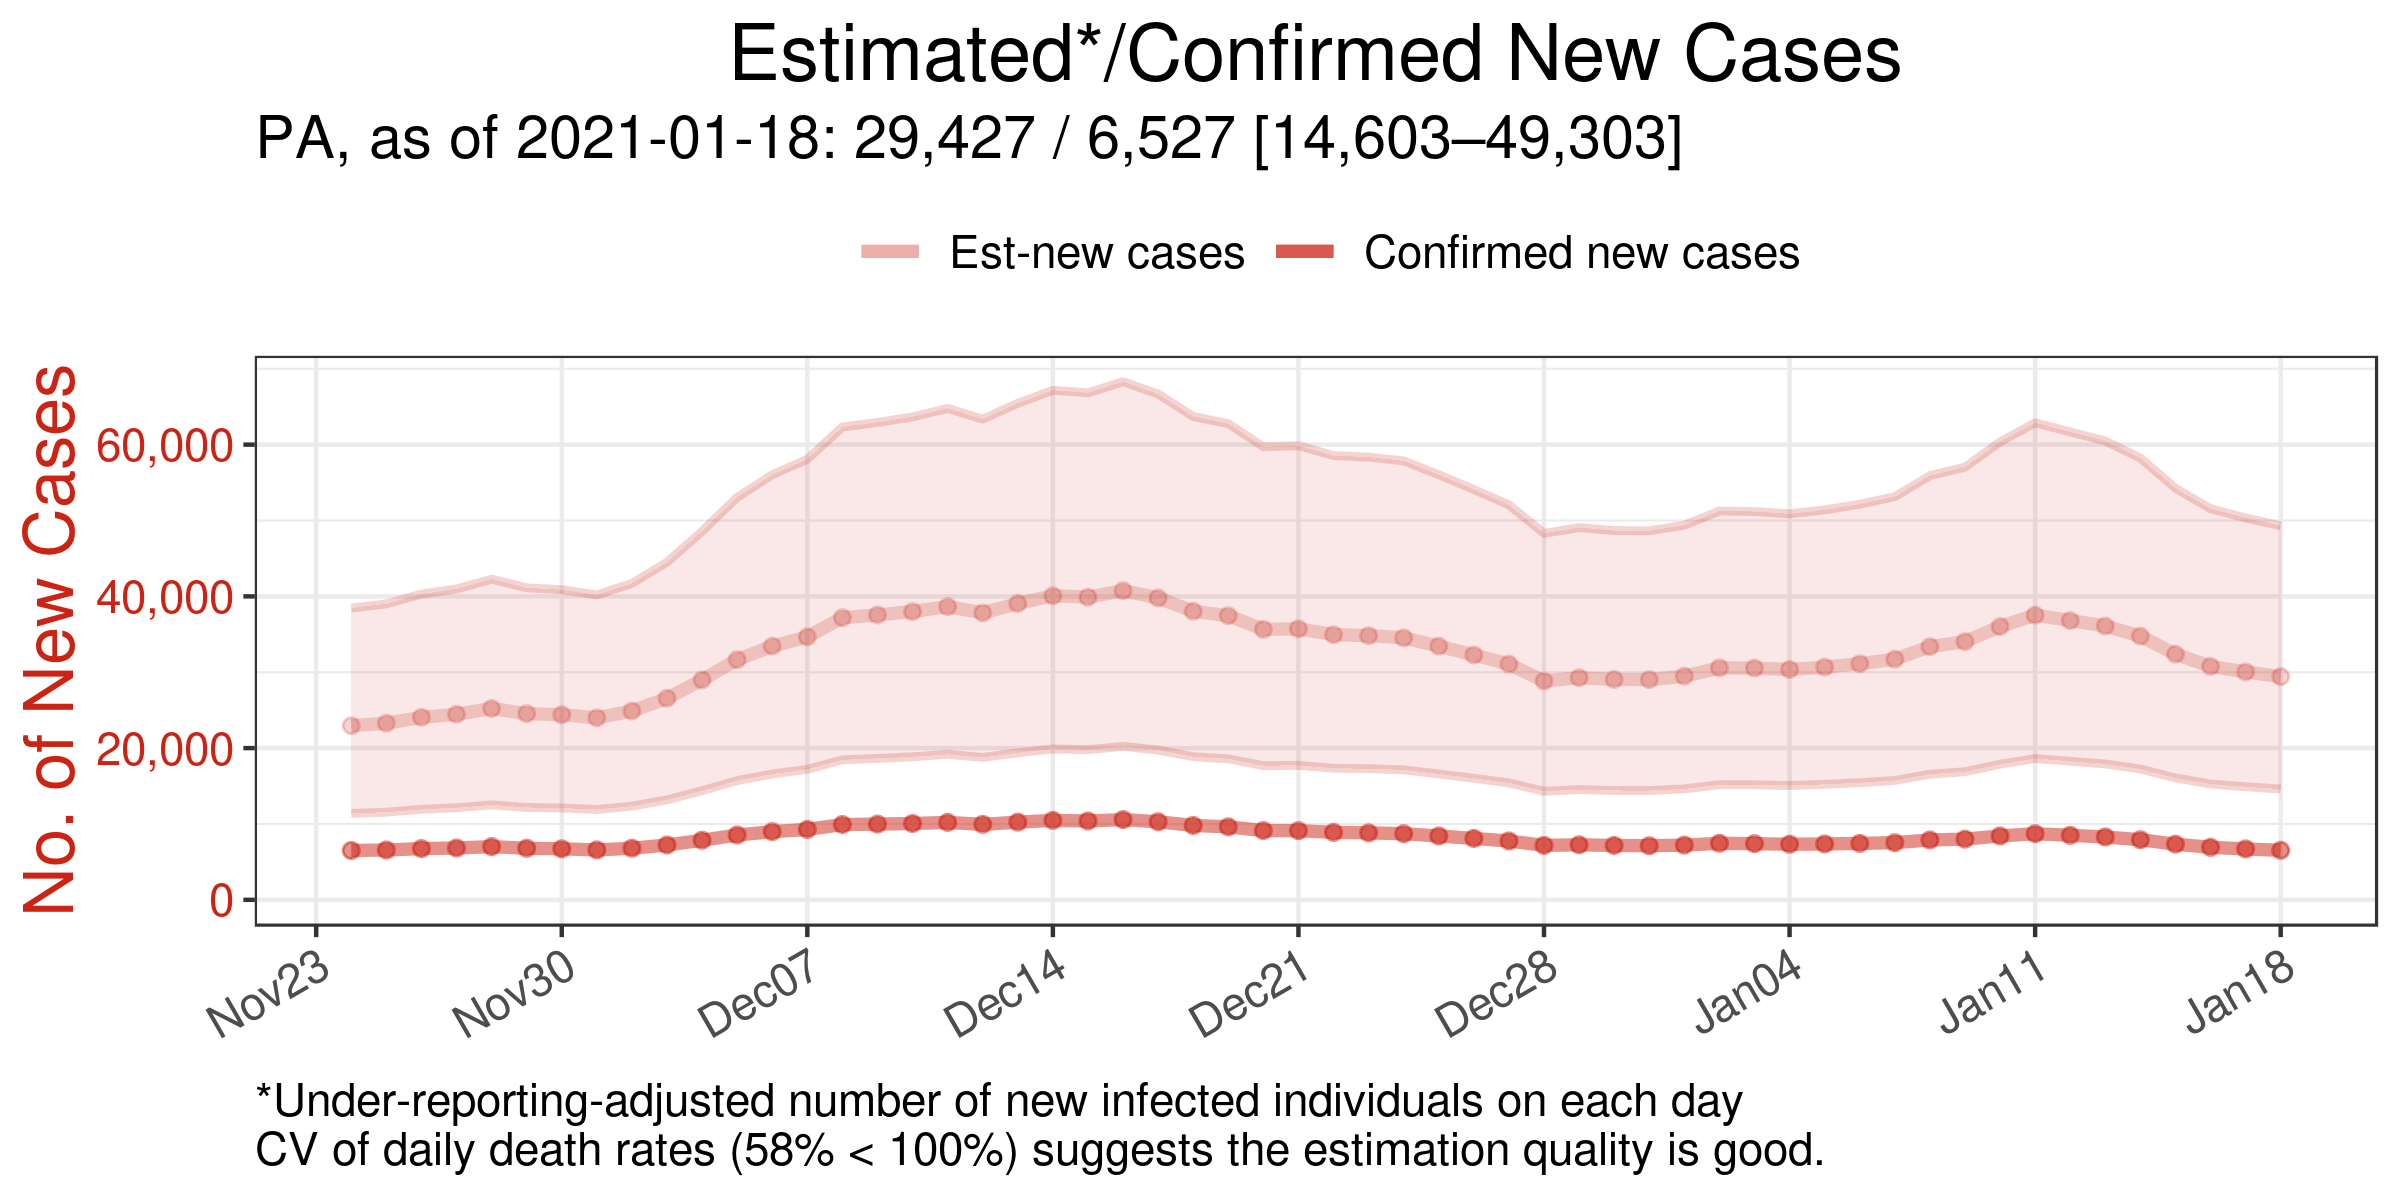 Estimated*/Confirmed New Cases
PA, as of 2021-01-18: 29,427 / 6,527 [14,603–49,303]
Est-new cases Confirmed new cases
No. of New Cases
60,000
40,000
20,000
0
Nov23 Nov30 Dec07 Dec14 Dec21 Dec28 Jan04 Jan11 Jan18
*Under-reporting-adjusted number of new infected individuals on each day
CV of daily death rates (58% < 100%) suggests the estimation quality is good.